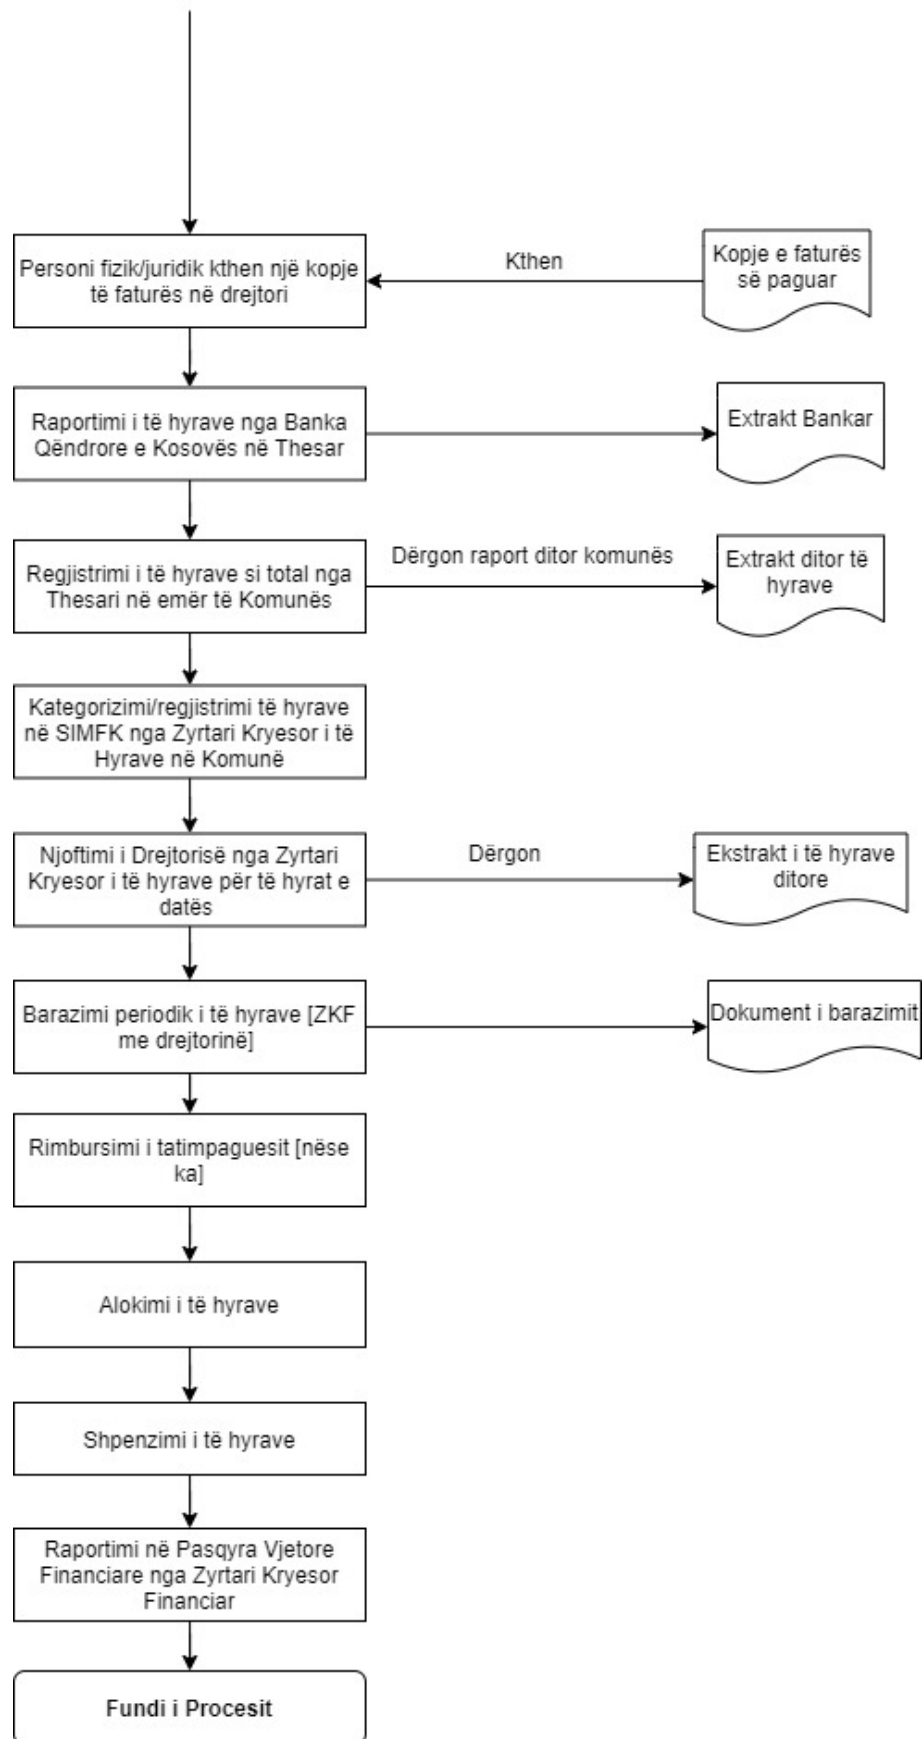 Personi fizik/juridik kthen një kopje
të faturës në drejtori
Kthen
Kopje e faturës
së paguar
Raportimi i të hyrave nga Banka
Qëndrore e Kosovës në Thesar
Extrakt Bankar
Regjistrimi i të hyrave si total nga
Thesari në emër të Komunës
Dërgon raport ditor komunës
Extrakt ditor të
hyrave
Kategorizimi/regjistrimi të hyrave
në SIMFK nga Zyrtari Kryesor i të
Hyrave në Komunë
Njoftimi i Drejtorisë nga Zyrtari
Kryesor i të hyrave për të hyrat e
datës
Dërgon
Ekstrakt i të hyrave
ditore
Barazimi periodik i të hyrave [ZKF
me drejtorinë]
Dokument i barazimit
Rimbursimi i tatimpaguesit [nëse
ka]
Alokimi i të hyrave
Shpenzimi i të hyrave
Raportimi në Pasqyra Vjetore
Financiare nga Zyrtari Kryesor
Financiar
Fundi i Procesit